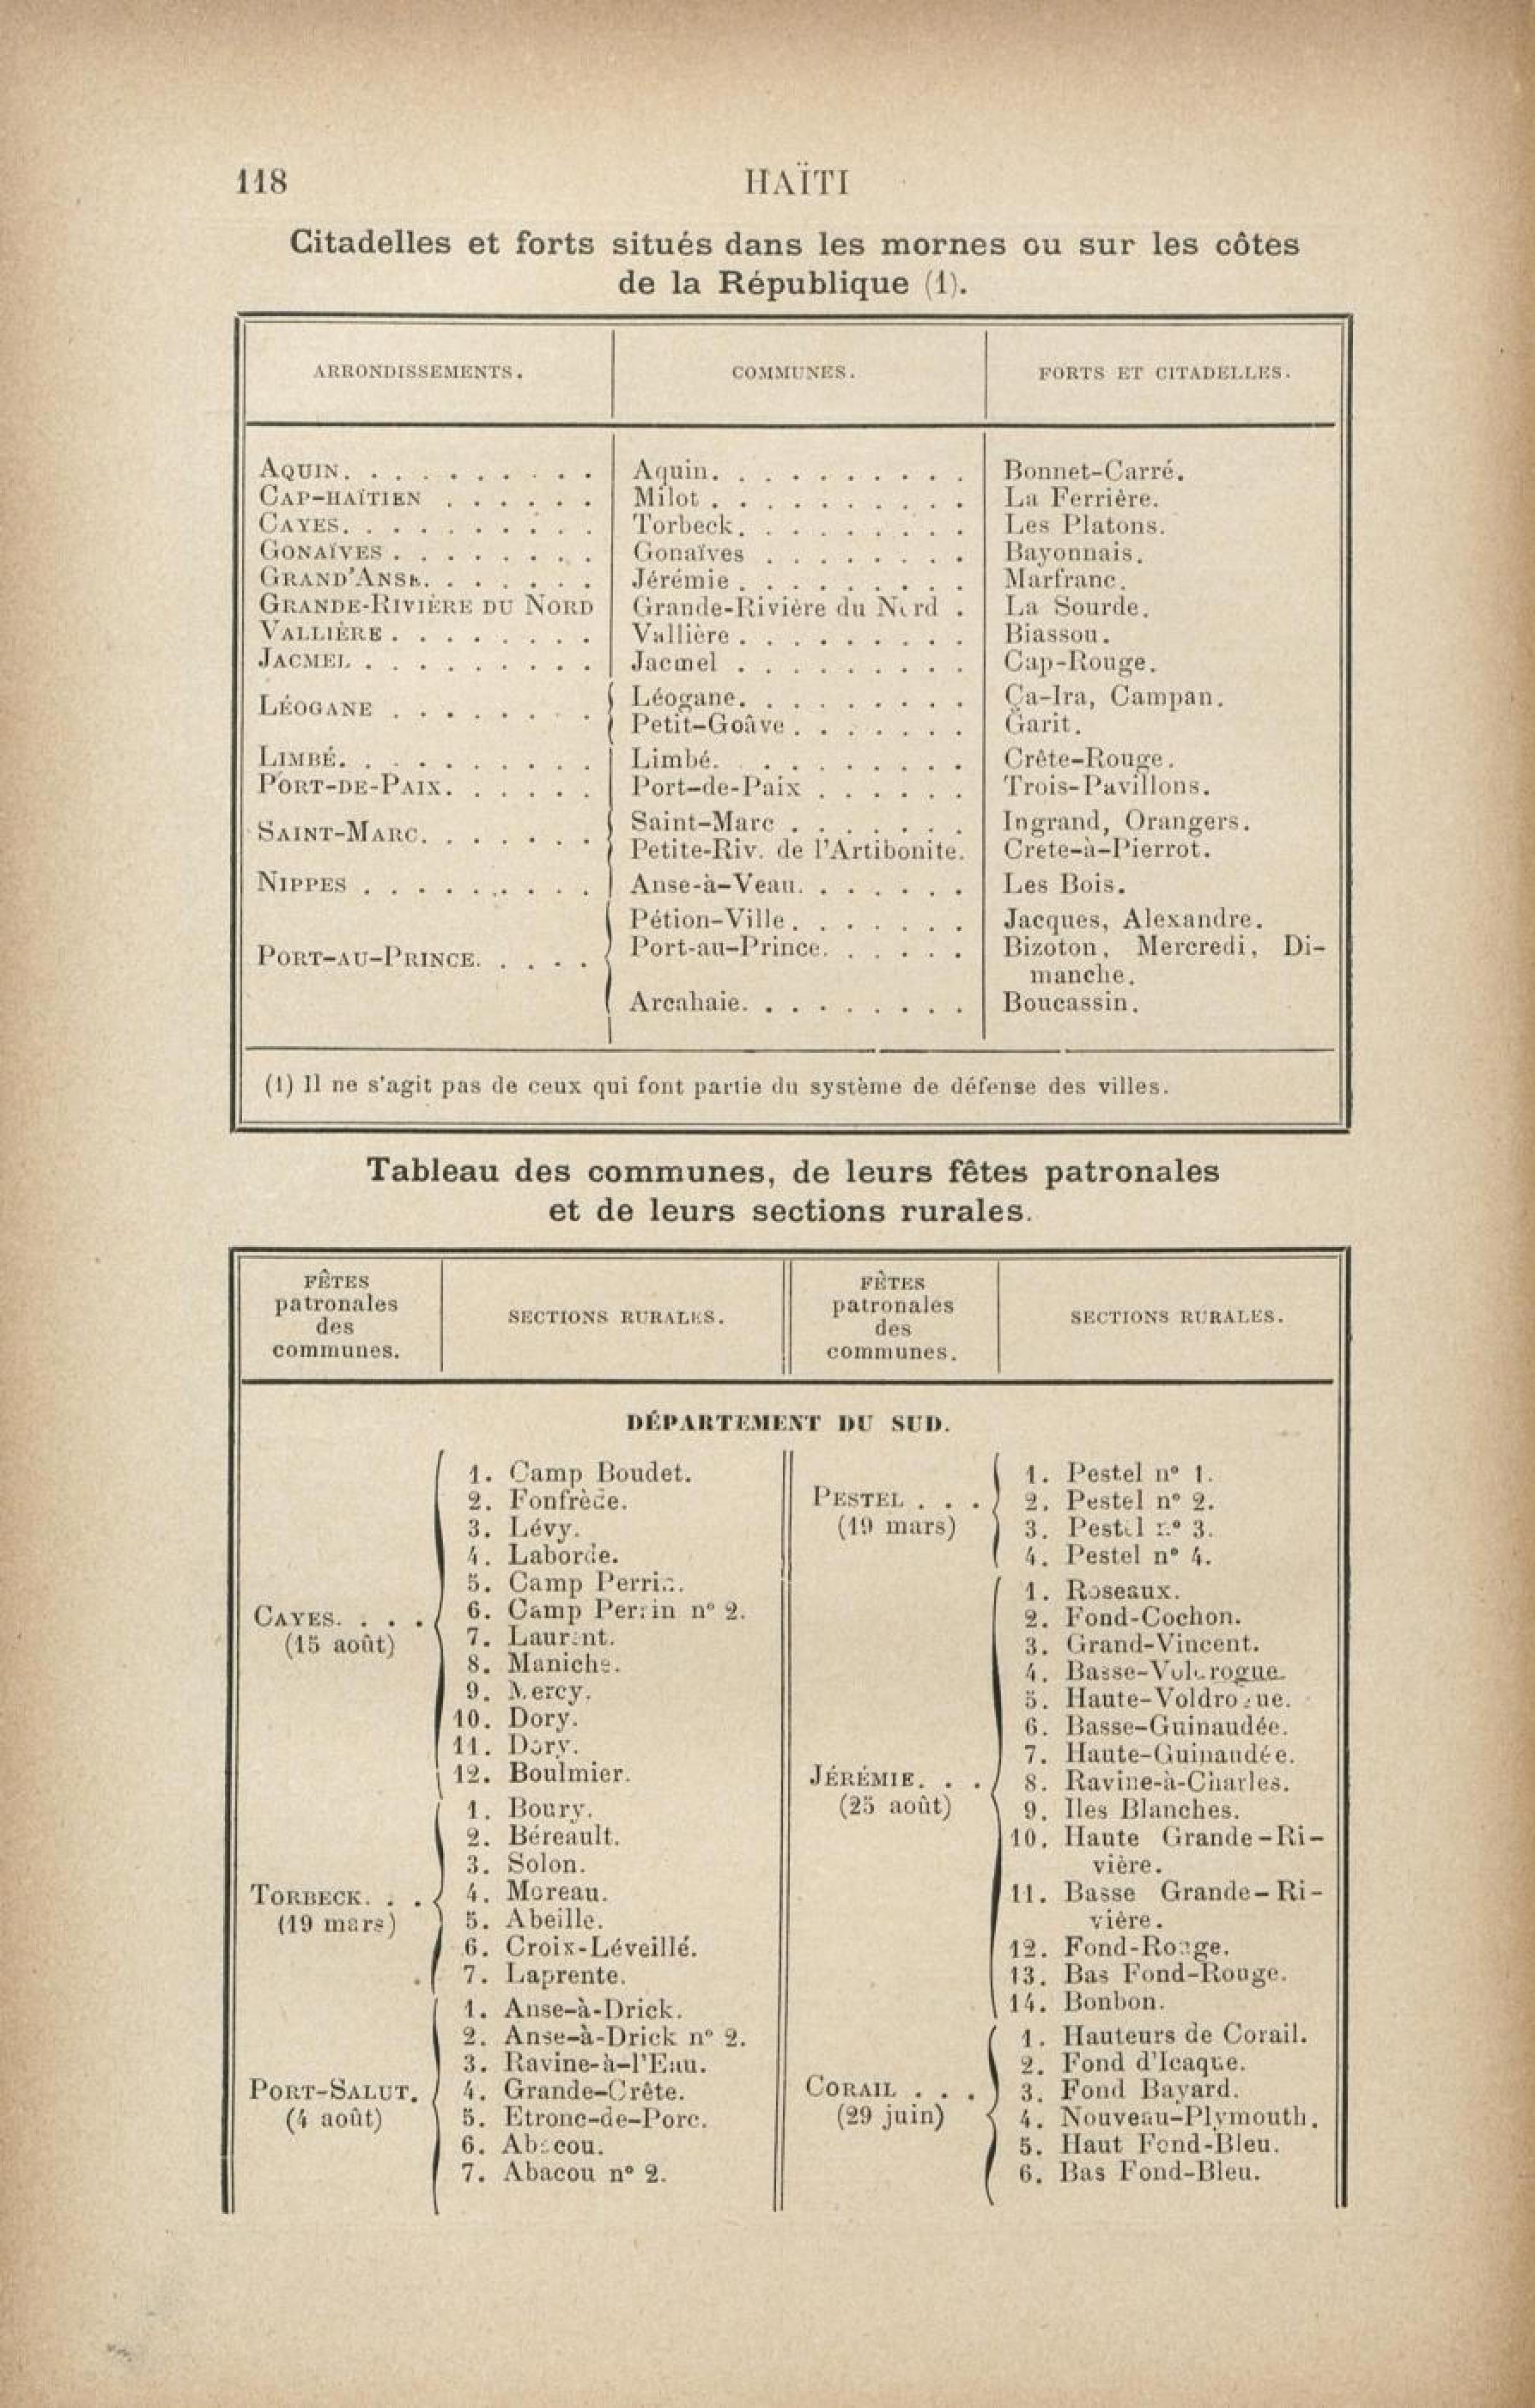 118
HAÏTI
Citadelles et forts situés dans les mornes ou sur les côtes
de la République (1).
ARRONDISSEMENTS. COMMUNES. FORTS ET CITADELLES.
AQUIN. . . . . . . . . . Aquin. . . . . . . . . . Bonnet-Carré.
CAP-HAÏTIEN . . . . . . Milot . . . . . . . . . . La Ferrière.
CAYES. . . . . . . . . . Torbeck. . . . . . . . . Les Platons.
GONAÏVES . . . . . . . . Gonaïves . . . . . . . . Bayonnais.
GRAND'ANSE. . . . . . . Jérémie . . . . . . . . . Marfranc.
GRANDE-RIVIÈRE DU NORD Grande-Rivière du Nord . La Sourde.
VALLIÈRE . . . . . . . . Vallière . . . . . . . . . Biassou.
JACMEL . . . . . . . . . Jacmel . . . . . . . . . Cap-Rouge.
LÉOGANE . . . . . . . . Léogane. . . . . . . . . Ça-Ira, Campan.
Petit-Goâve . . . . . . . Garit.
LIMBÉ. . . . . . . . . . Limbé. . . . . . . . . Crête-Rouge.
PORT-DE-PAIX. . . . . . Port-de-Paix . . . . . . Trois-Pavillons.
SAINT-MARC. . . . . . . Saint-Marc . . . . . . . Ingrand, Orangers.
Petite-Riv. de l'Artibonite. Crete-à-Pierrot.
NIPPES . . . . . . . . . Anse-à-Veau. . . . . . . Les Bois.
Pétion-Ville. . . . . . . Jacques, Alexandre.
PORT-AU-PRINCE. . . . . Port-au-Prince. . . . . . Bizoton, Mercredi, Di-
manche.
Arcahaie. . . . . . . . . Boucassin.
(1) Il ne s'agit pas de ceux qui font partie du système de défense des villes.
Tableau des communes, de leurs fêtes patronales
et de leurs sections rurales.
FÊTES
patronales
des
communes.
SECTIONS RURALES.
FÊTES
patronales
des
communes.
SECTIONS RURALES.
DÉPARTEMENT DU SUD.
CAYES. . . .
(15 août)
1. Camp Boudet.
2. Fonfrède.
3. Lévy.
4. Laborde.
5. Camp Perrin.
6. Camp Perrin n° 2.
7. Laurent.
8. Maniche.
9. Mercy.
10. Dory.
11. Dory.
12. Boulmier.
TORBECK. . .
(19 mars)
1. Boury.
2. Béreault.
3. Solon.
4. Moreau.
5. Abeille.
6. Croix-Léveillé.
7. Laprente.
PORT-SALUT.
(4 août)
1. Anse-à-Drick.
2. Anse-à-Drick n° 2.
3. Ravine-à-l'Eau.
4. Grande-Crête.
5. Etronc-de-Porc.
6. Abacou.
7. Abacou n° 2.
PESTEL . . .
(19 mars)
1. Pestel n° 1.
2. Pestel n° 2.
3. Pestel n° 3.
4. Pestel n° 4.
JÉRÉMIE. . .
(25 août)
1. Roseaux.
2. Fond-Cochon.
3. Grand-Vincent.
4. Basse-Voldrogue.
5. Haute-Voldrogue.
6. Basse-Guinaudée.
7. Haute-Guinaudée.
8. Ravine-à-Charles.
9. Iles Blanches.
10. Haute Grande-Ri-
vière.
11. Basse Grande-Ri-
vière.
12. Fond-Rouge.
13. Bas Fond-Rouge.
14. Bonbon.
CORAIL . . .
(29 juin)
1. Hauteurs de Corail.
2. Fond d'Icaque.
3. Fond Bayard.
4. Nouveau-Plymouth.
5. Haut Fond-Bleu.
6. Bas Fond-Bleu.